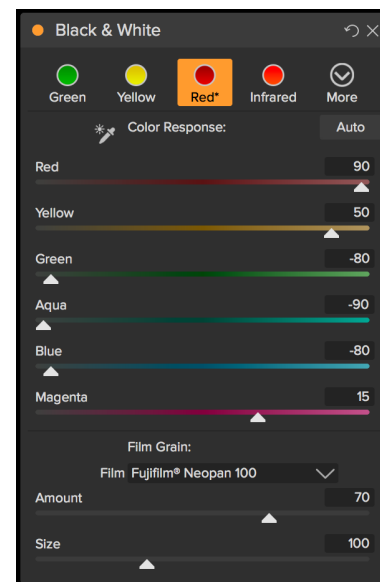 Black & White
Green Yellow Red* Infrared More
Color Response: Auto
Red 90
Yellow 50
Green -80
Aqua -90
Blue -80
Magenta 15
Film Grain:
Film Fujifilm® Neopan 100
Amount 70
Size 100